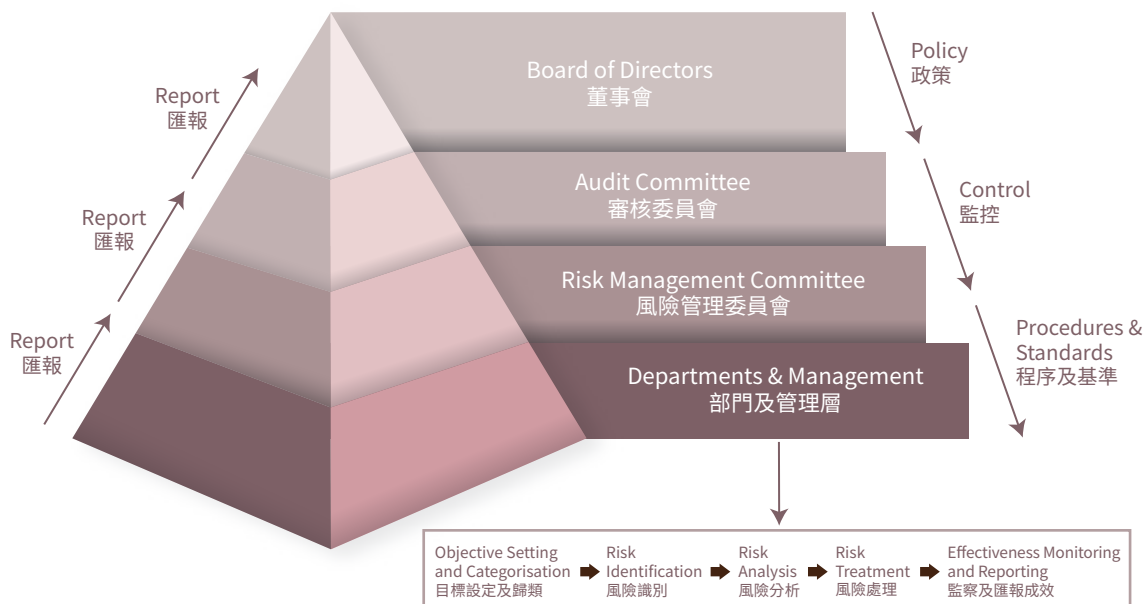 Board of Directors
董事會
Audit Committee
審核委員會
Risk Management Committee
風險管理委員會
Departments & Management
部門及管理層
Report
匯報
Report
匯報
Report
匯報
Policy
政策
Control
監控
Procedures &
Standards
程序及基準
Objective Setting
and Categorisation
目標設定及歸類
Risk
Identification
風險識別
Risk
Analysis
風險分析
Risk
Treatment
風險處理
Effectiveness Monitoring
and Reporting
監察及匯報成效